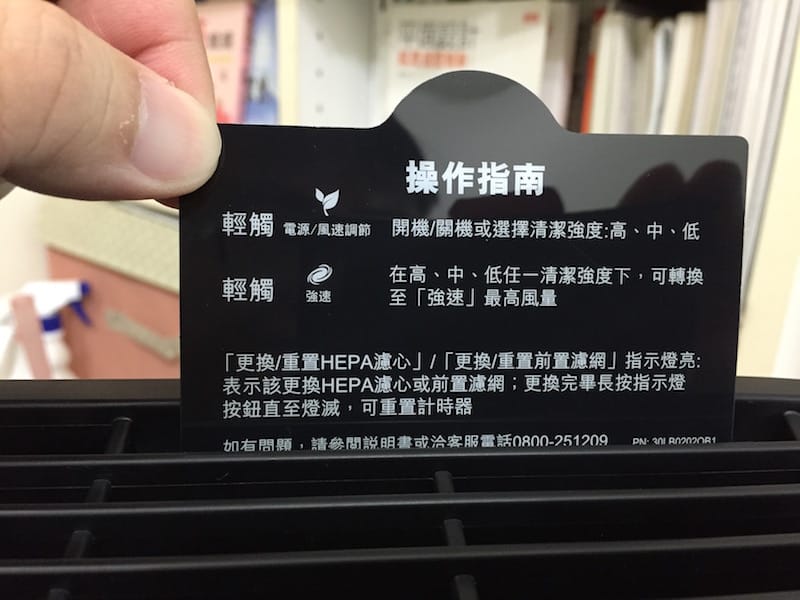 操作指南
輕觸 電源/風速調節 開機/關機或選擇清潔強度:高、中、低
輕觸 強速 在高、中、低任一清潔強度下，可轉換
至「強速」最高風量
「更換/重置HEPA濾心」/「更換/重置前置濾網」指示燈亮:
表示該更換HEPA濾心或前置濾網；更換完畢長按指示燈
按鈕直至燈滅，可重置計時器
如有問題，請參閱説明書或洽客服電話0800-251209 PN: 30LB0202OB1